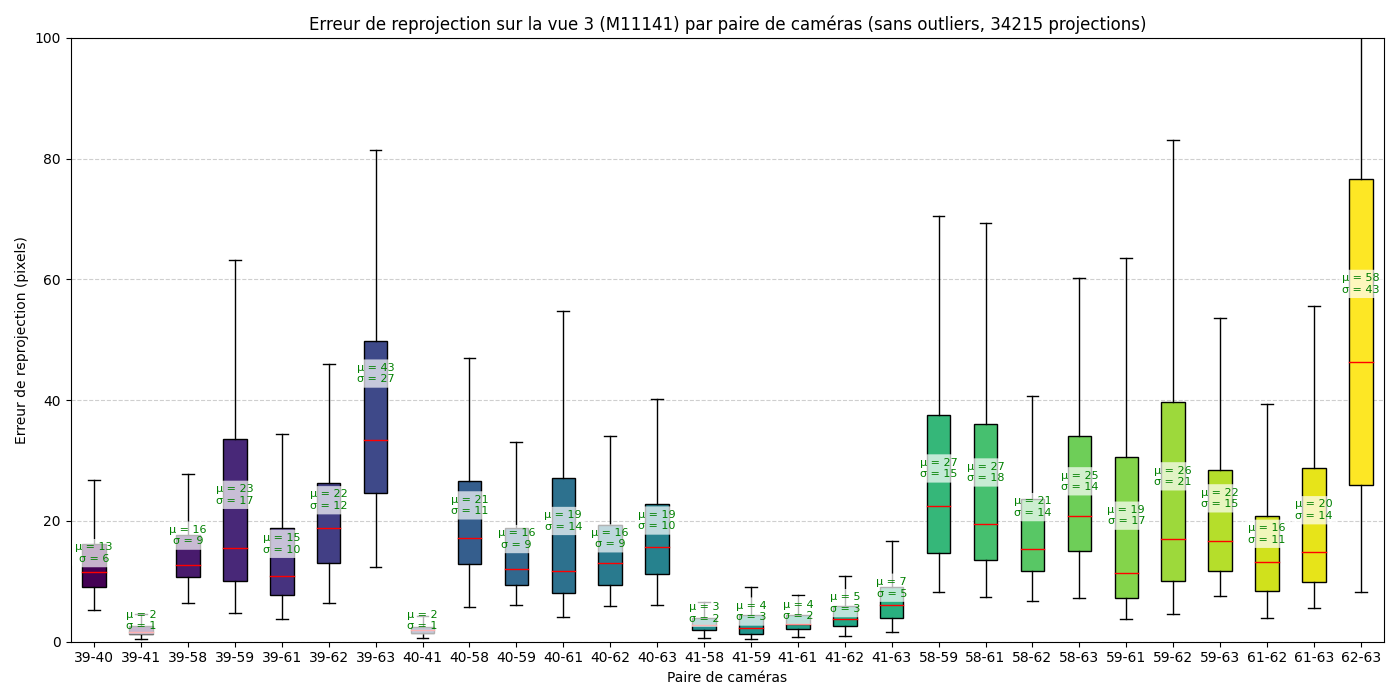 Erreur de reprojection sur la vue 3 (M11141) par paire de caméras (sans outliers, 34215 projections)
Erreur de reprojection (pixels)
100
80
60
40
20
0
μ = 13
σ = 6
μ = 2
σ = 1
μ = 16
σ = 9
μ = 23
σ = 17
μ = 15
σ = 10
μ = 22
σ = 12
μ = 43
σ = 27
μ = 2
σ = 1
μ = 21
σ = 11
μ = 16
σ = 9
μ = 19
σ = 14
μ = 16
σ = 9
μ = 19
σ = 10
μ = 3
σ = 2
μ = 4
σ = 3
μ = 4
σ = 2
μ = 5
σ = 3
μ = 7
σ = 5
μ = 27
σ = 15
μ = 27
σ = 18
μ = 21
σ = 14
μ = 25
σ = 14
μ = 19
σ = 17
μ = 26
σ = 21
μ = 22
σ = 15
μ = 16
σ = 11
μ = 20
σ = 14
μ = 58
σ = 43
39-40 39-41 39-58 39-59 39-61 39-62 39-63 40-41 40-58 40-59 40-61 40-62 40-63 41-58 41-59 41-61 41-62 41-63 58-59 58-61 58-62 58-63 59-61 59-62 59-63 61-62 61-63 62-63
Paire de caméras